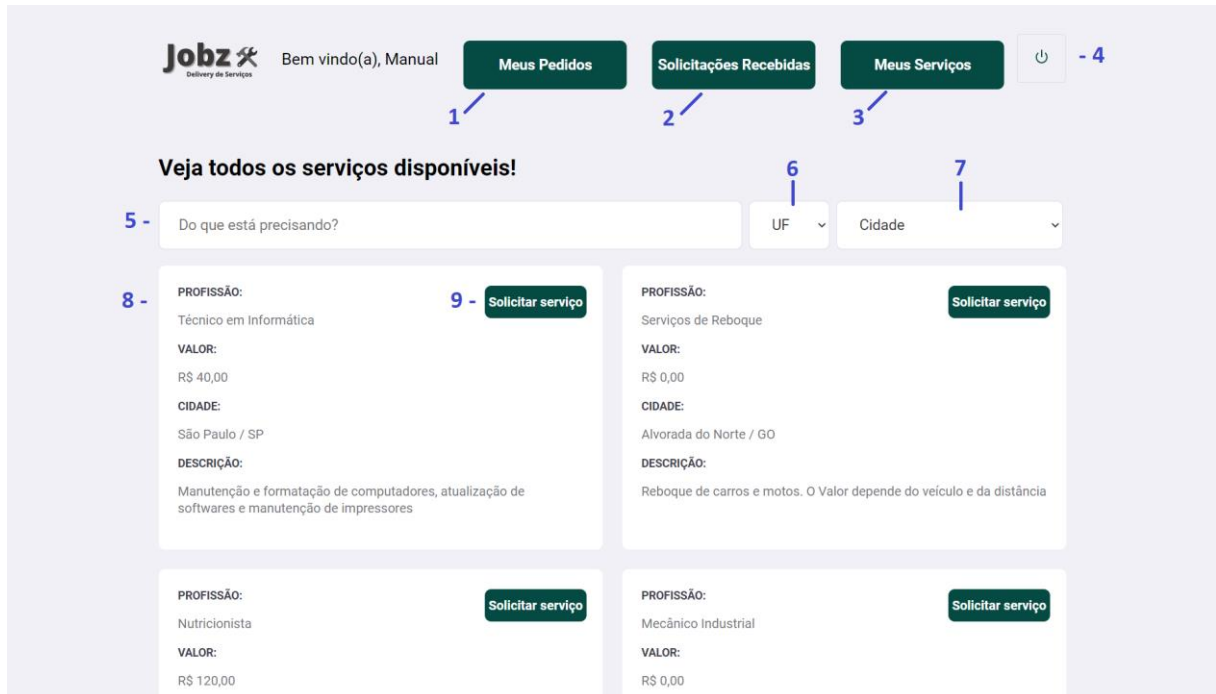 Jobz
Delivery de Serviços
Bem vindo(a), Manual
Meus Pedidos
Solicitações Recebidas
Meus Serviços
- 4
1
2
3
Veja todos os serviços disponíveis!
6
7
5 -
Do que está precisando?
UF
Cidade
8 -
PROFISSÃO:
9 -
Solicitar serviço
Técnico em Informática
VALOR:
R$ 40,00
CIDADE:
São Paulo / SP
DESCRIÇÃO:
Manutenção e formatação de computadores, atualização de
softwares e manutenção de impressores
PROFISSÃO:
Solicitar serviço
Serviços de Reboque
VALOR:
R$ 0,00
CIDADE:
Alvorada do Norte / GO
DESCRIÇÃO:
Reboque de carros e motos. O Valor depende do veículo e da distância
PROFISSÃO:
Solicitar serviço
Nutricionista
VALOR:
R$ 120,00
PROFISSÃO:
Solicitar serviço
Mecânico Industrial
VALOR:
R$ 0,00